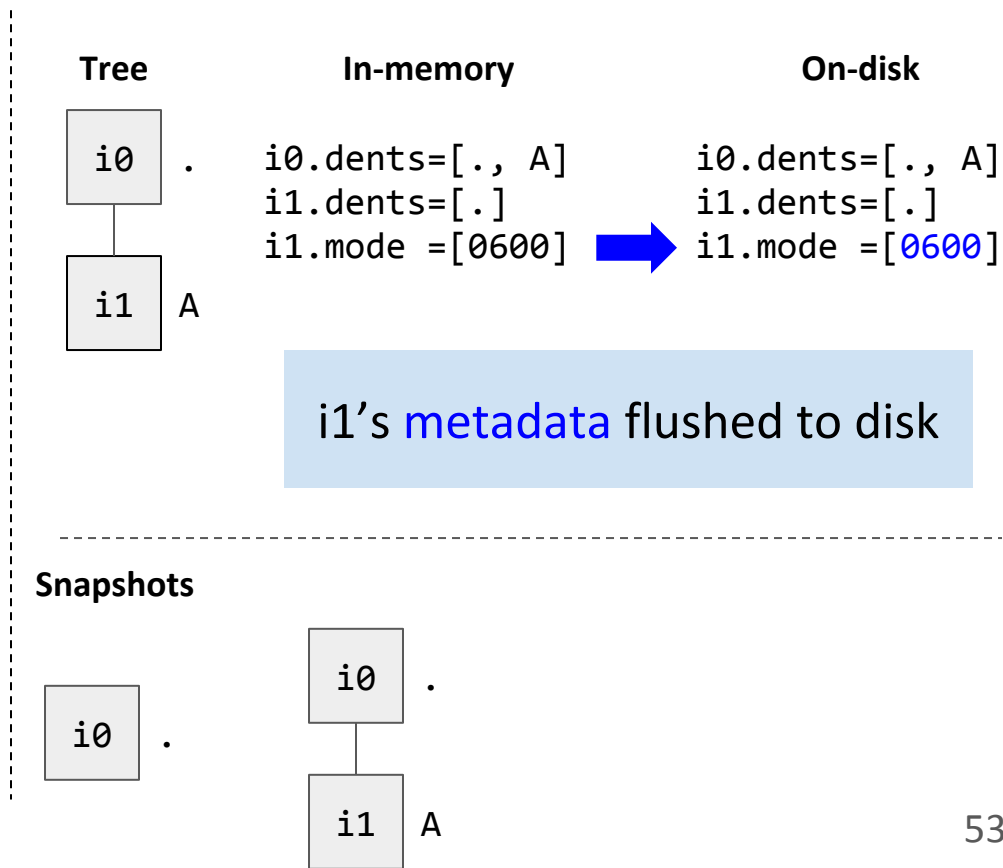 Tree In-memory On-disk
i0 . i0.dents=[., A] i0.dents=[., A]
i1.dents=[.] i1.dents=[.]
i1.mode =[0600] i1.mode =[0600]
i1 A
i1’s metadata flushed to disk
Snapshots
i0 .
i0 .
i1 A
53